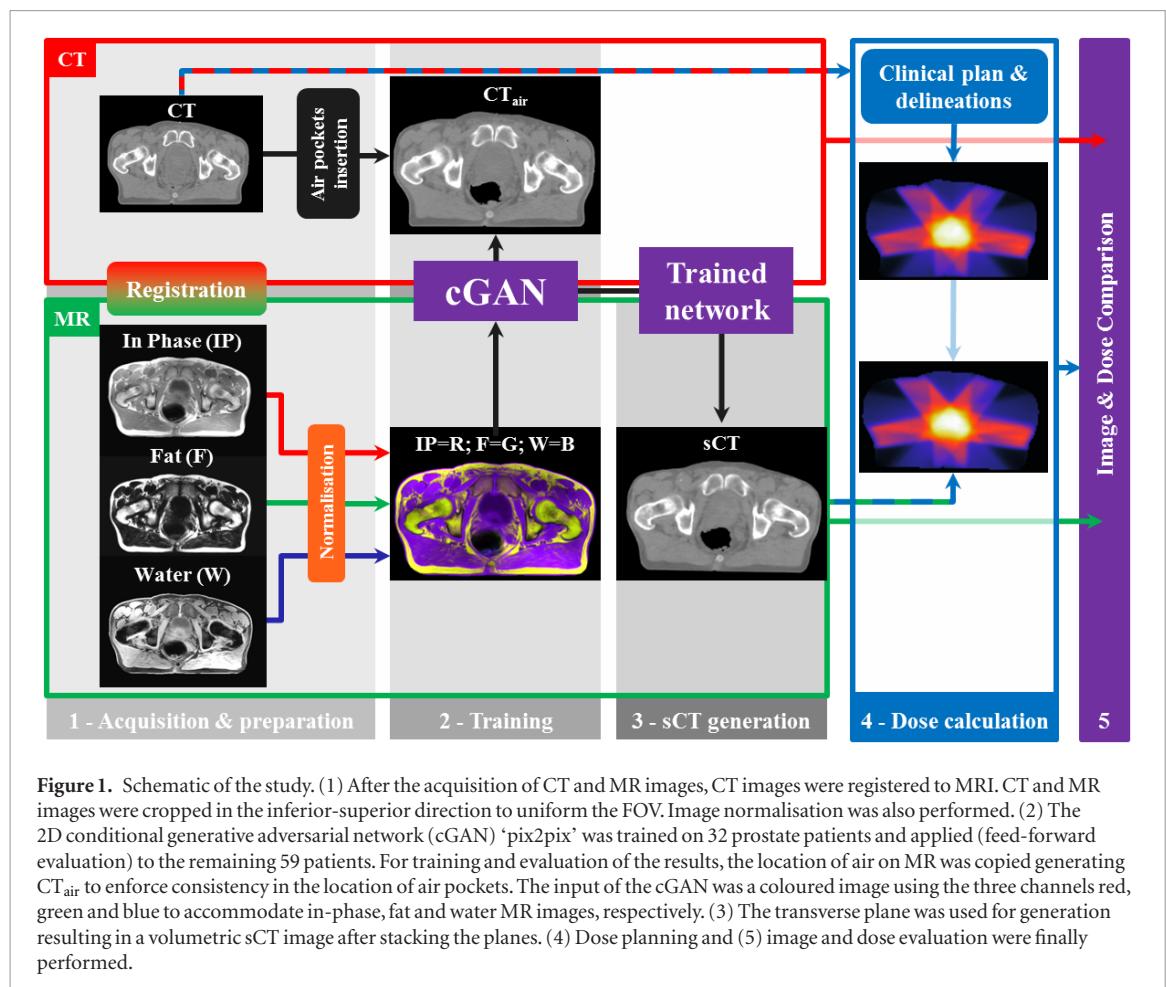 CT
CT
Air pockets
insertion
CT_air
Clinical plan &
delineations
Registration
cGAN
Trained
network
MR
In Phase (IP)
Fat (F)
Water (W)
Normalisation
IP=R; F=G; W=B
sCT
Image & Dose Comparison
1 - Acquisition & preparation
2 - Training
3 - sCT generation
4 - Dose calculation
5
Figure 1. Schematic of the study. (1) After the acquisition of CT and MR images, CT images were registered to MRI. CT and MR
images were cropped in the inferior-superior direction to uniform the FOV. Image normalisation was also performed. (2) The
2D conditional generative adversarial network (cGAN) ‘pix2pix’ was trained on 32 prostate patients and applied (feed-forward
evaluation) to the remaining 59 patients. For training and evaluation of the results, the location of air on MR was copied generating
CT_air to enforce consistency in the location of air pockets. The input of the cGAN was a coloured image using the three channels red,
green and blue to accommodate in-phase, fat and water MR images, respectively. (3) The transverse plane was used for generation
resulting in a volumetric sCT image after stacking the planes. (4) Dose planning and (5) image and dose evaluation were finally
performed.